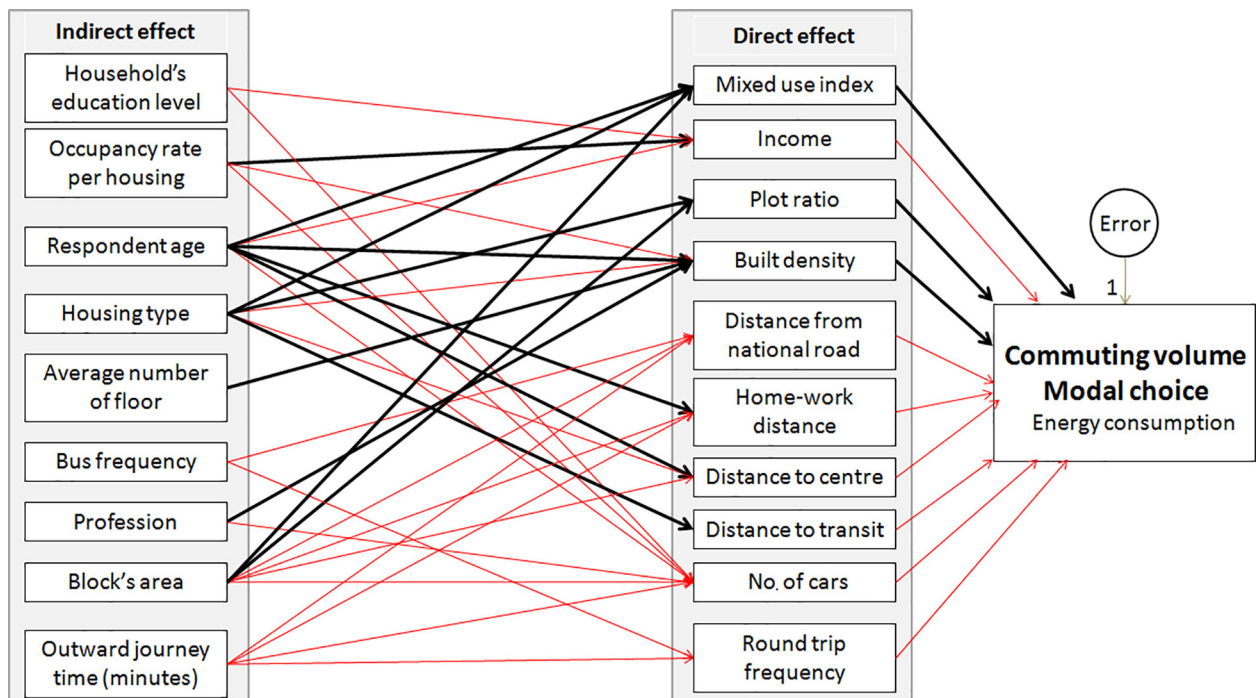 Indirect effect
Household's
education level
Occupancy rate
per housing
Respondent age
Housing type
Average number
of floor
Bus frequency
Profession
Block's area
Outward journey
time (minutes)
Direct effect
Mixed use index
Income
Plot ratio
Built density
Distance from
national road
Home-work
distance
Distance to centre
Distance to transit
No. of cars
Round trip
frequency
Error
1
Commuting volume
Modal choice
Energy consumption